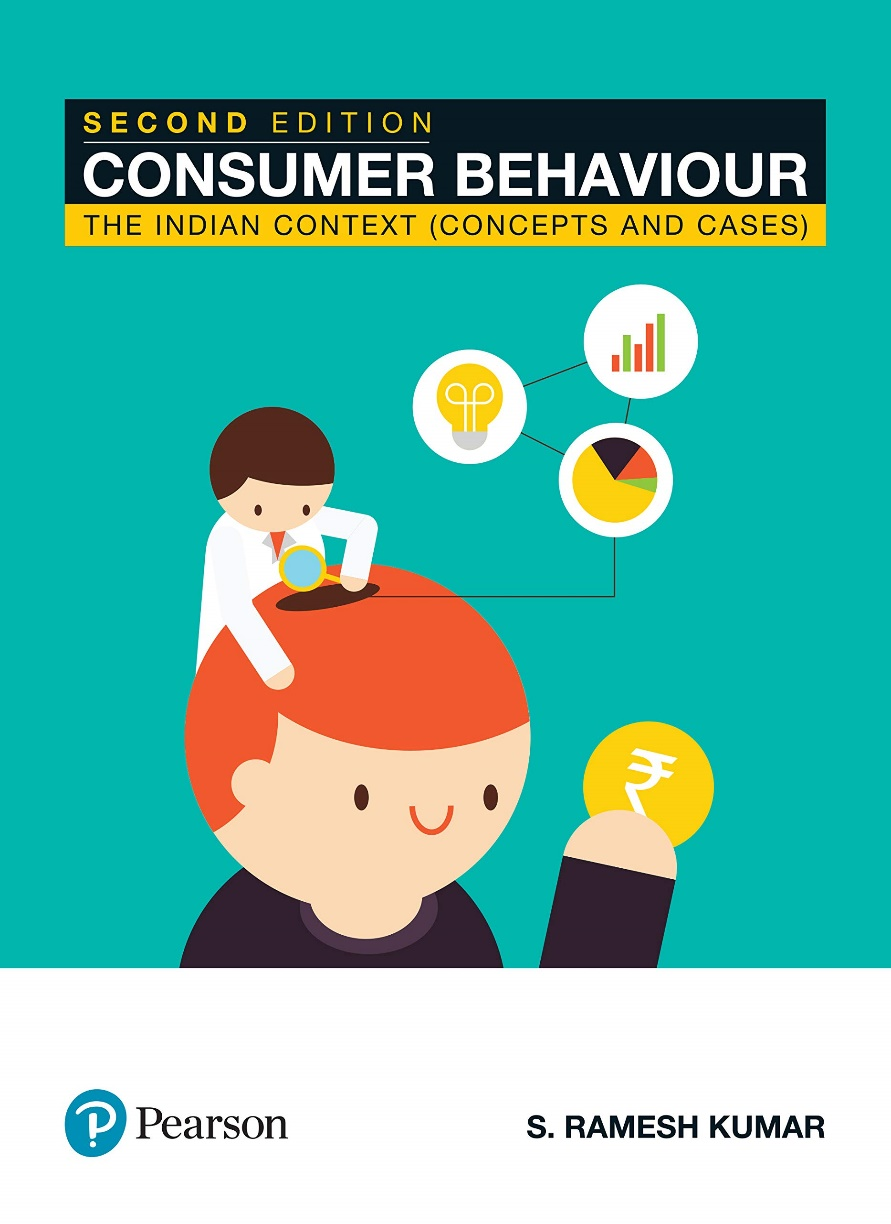 SECOND EDITION
CONSUMER BEHAVIOUR
THE INDIAN CONTEXT (CONCEPTS AND CASES)
₹
Pearson
S. RAMESH KUMAR